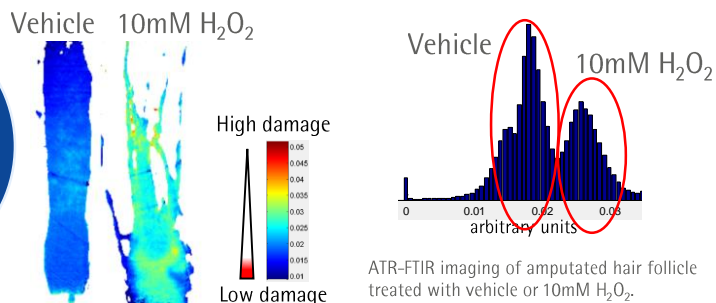 Vehicle 10mM H₂O₂
High damage
0.05
0.045
0.04
0.035
0.03
0.025
0.02
0.015
0.01
Low damage
Vehicle
10mM H₂O₂
0 0.01 0.02 0.03
arbitrary units
ATR-FTIR imaging of amputated hair follicle
treated with vehicle or 10mM H₂O₂.